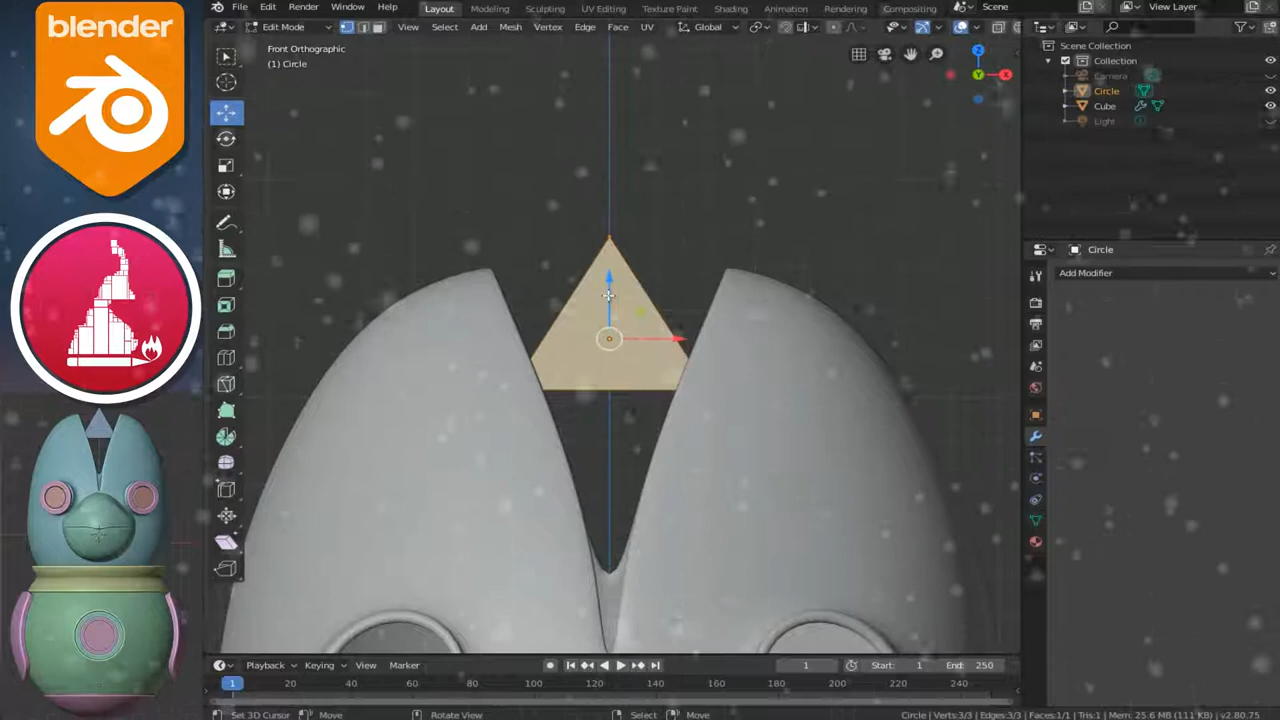 blender
File Edit Render Window Help
Layout Modeling Sculpting UV Editing Texture Paint Shading Animation Rendering Compositing
Scene
View Layer
Edit Mode
View Select Add Mesh Vertex Edge Face UV
Global
Front Orthographic
(1) Circle
Z
Y
X
Scene Collection
Collection
Camera
Circle
Cube
Light
Circle
Add Modifier
Playback Keying View Marker
1
Start: 1
End: 250
1 20 40 60 80 100 120 140 160 180 200 220 240
Set 3D Cursor Move Rotate View Select Move
Circle | Verts:3/3 | Edges:3/3 | Faces:1/1 | Tris:1 | Mem: 25.6 MB (111 KB) | v2.80.75